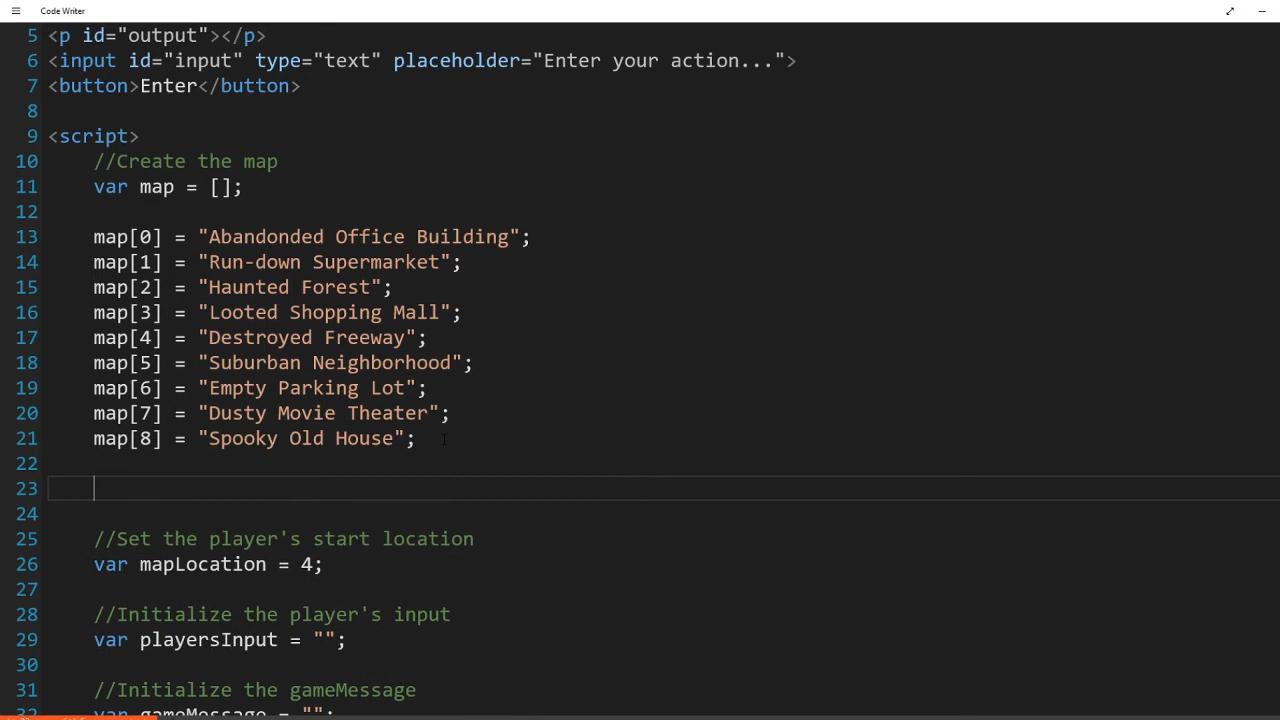 Code Writer
5 <p id="output"></p>
6 <input id="input" type="text" placeholder="Enter your action...">
7 <button>Enter</button>
8
9 <script>
10 //Create the map
11 var map = [];
12
13 map[0] = "Abandonded Office Building";
14 map[1] = "Run-down Supermarket";
15 map[2] = "Haunted Forest";
16 map[3] = "Looted Shopping Mall";
17 map[4] = "Destroyed Freeway";
18 map[5] = "Suburban Neighborhood";
19 map[6] = "Empty Parking Lot";
20 map[7] = "Dusty Movie Theater";
21 map[8] = "Spooky Old House";
22
23
24
25 //Set the player's start location
26 var mapLocation = 4;
27
28 //Initialize the player's input
29 var playersInput = "";
30
31 //Initialize the gameMessage
32 var gameMessage = "";